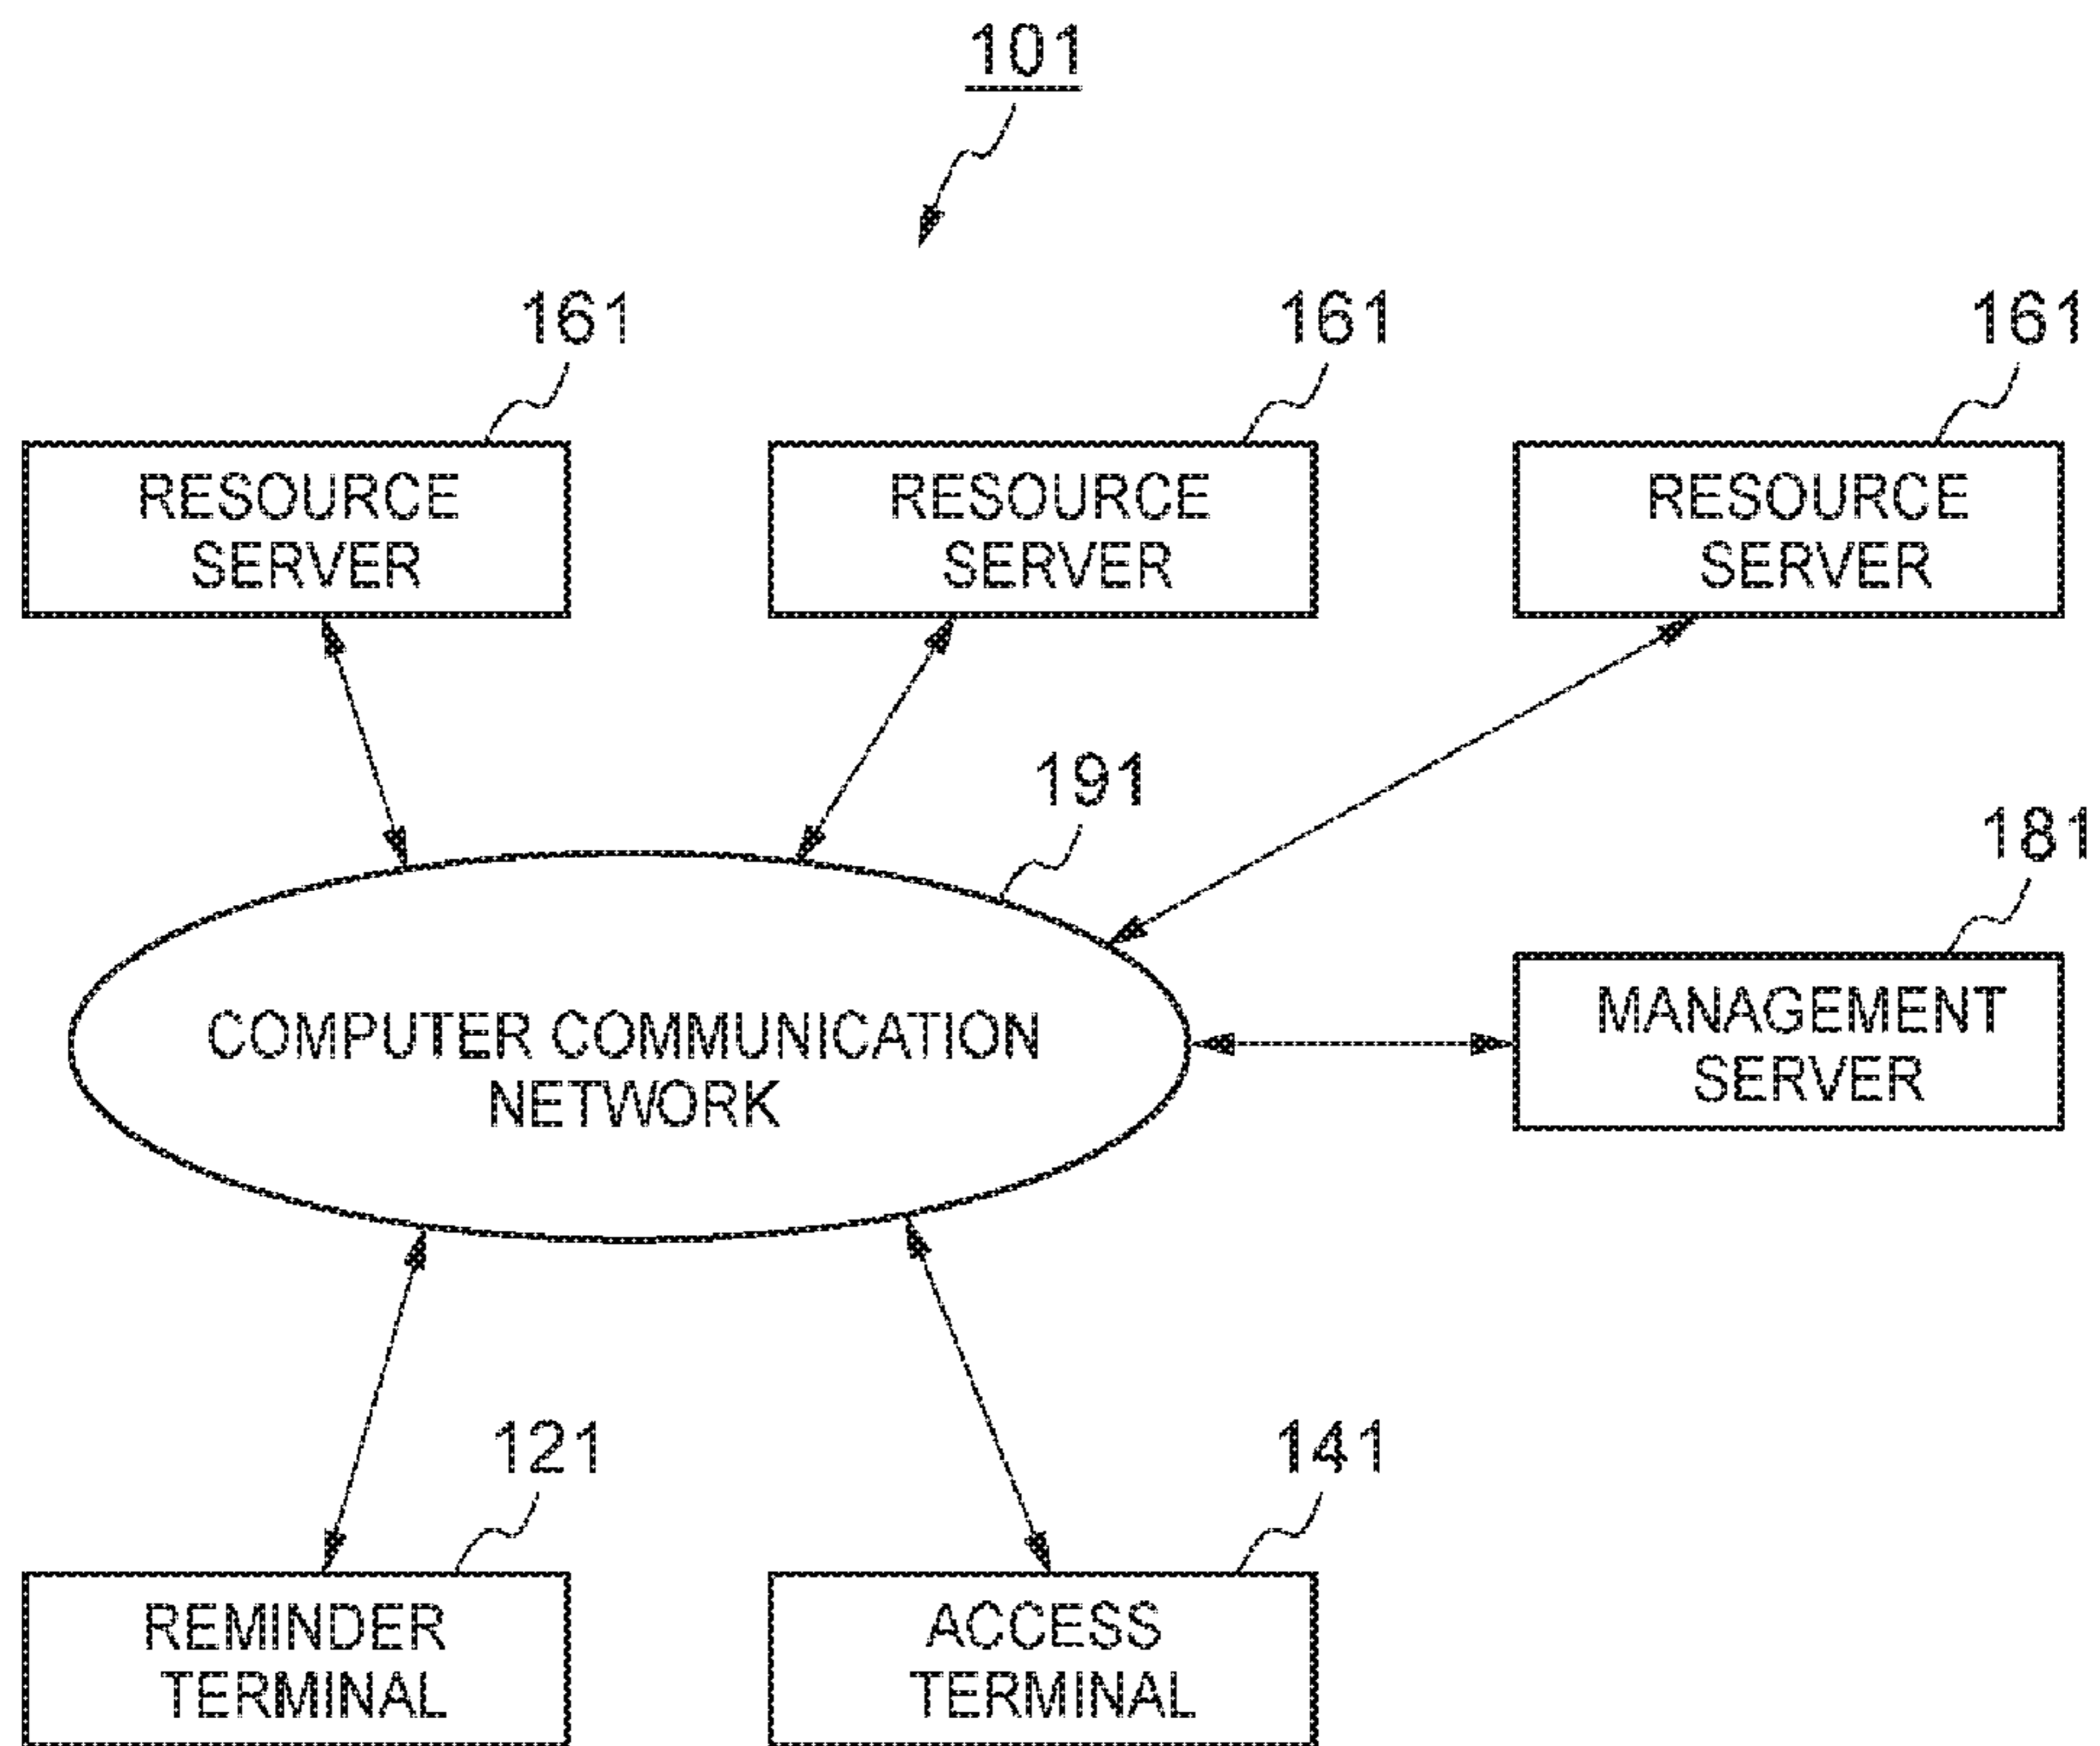 101
161
161
161
RESOURCE
SERVER
RESOURCE
SERVER
RESOURCE
SERVER
191
181
COMPUTER COMMUNICATION
NETWORK
MANAGEMENT
SERVER
121
141
REMINDER
TERMINAL
ACCESS
TERMINAL